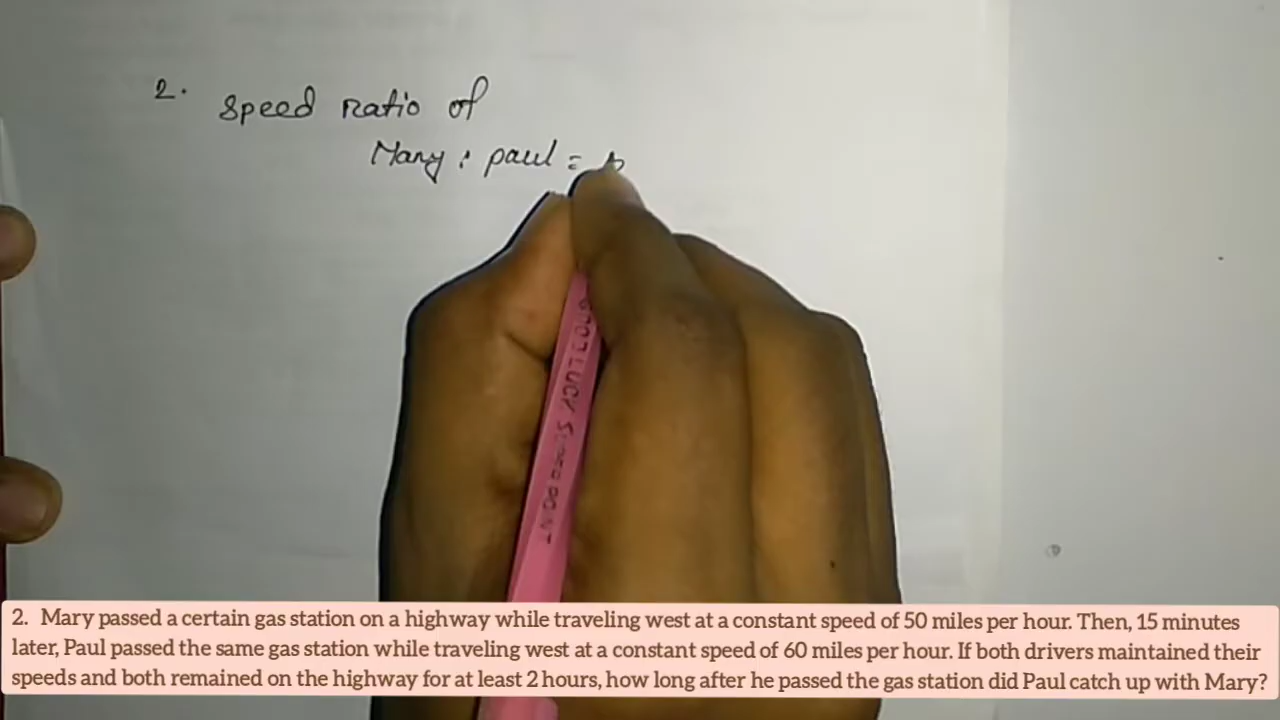 2. Speed ratio of
Mary : paul =
GOOD LUCY SUPER POINT
2. Mary passed a certain gas station on a highway while traveling west at a constant speed of 50 miles per hour. Then, 15 minutes
later, Paul passed the same gas station while traveling west at a constant speed of 60 miles per hour. If both drivers maintained their
speeds and both remained on the highway for at least 2 hours, how long after he passed the gas station did Paul catch up with Mary?